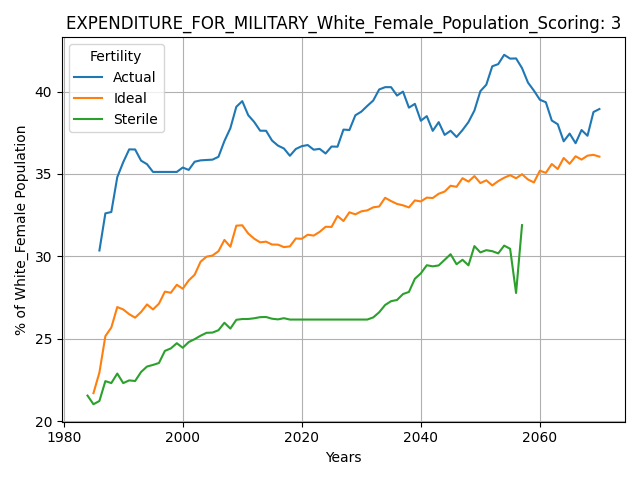 EXPENDITURE_FOR_MILITARY_White_Female_Population_Scoring: 3
Fertility
Actual
Ideal
Sterile
% of White_Female Population
40
35
30
25
20
1980
2000
2020
2040
2060
Years